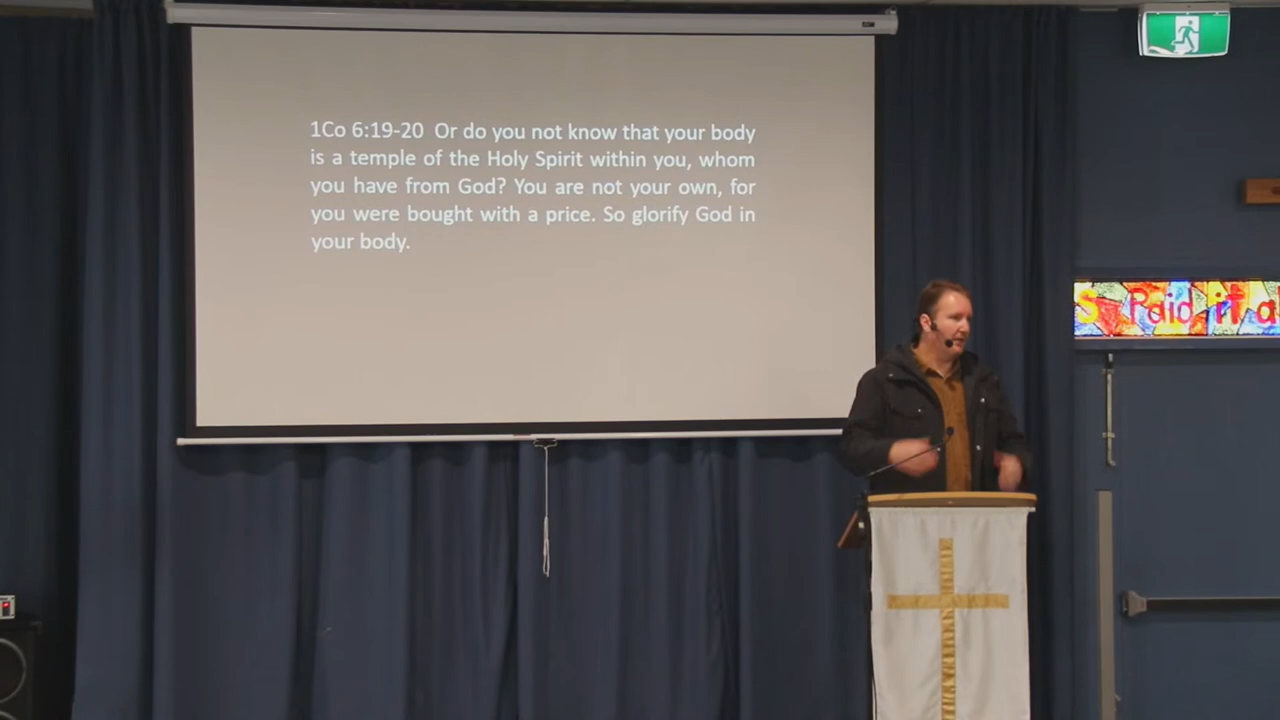 1Co 6:19-20 Or do you not know that your body
is a temple of the Holy Spirit within you, whom
you have from God? You are not your own, for
you were bought with a price. So glorify God in
your body.
S Paid it a